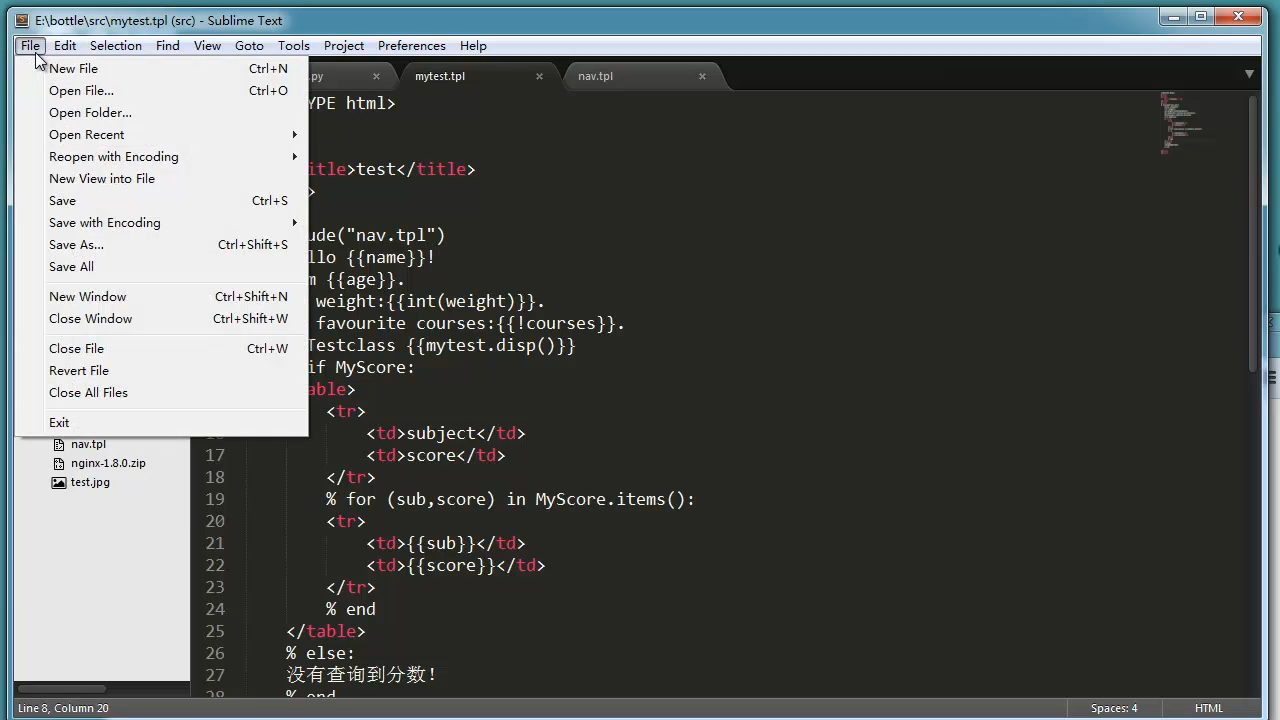 E:\bottle\src\mytest.tpl (src) - Sublime Text
File Edit Selection Find View Goto Tools Project Preferences Help
New File Ctrl+N
Open File... Ctrl+O
Open Folder...
Open Recent
Reopen with Encoding
New View into File
Save Ctrl+S
Save with Encoding
Save As... Ctrl+Shift+S
Save All
New Window Ctrl+Shift+N
Close Window Ctrl+Shift+W
Close File Ctrl+W
Revert File
Close All Files
Exit
nav.tpl
nginx-1.8.0.zip
test.jpg
.py mytest.tpl nav.tpl
YPE html>
itle>test</title>
>
ude("nav.tpl")
llo {{name}}!
m {{age}}.
weight:{{int(weight)}}.
favourite courses:{{!courses}}.
Testclass {{mytest.disp()}}
if MyScore:
able>
<tr>
16 <td>subject</td>
17 <td>score</td>
18 </tr>
19 % for (sub,score) in MyScore.items():
20 <tr>
21 <td>{{sub}}</td>
22 <td>{{score}}</td>
23 </tr>
24 % end
25 </table>
26 % else:
27 没有查询到分数!
28 % end
Line 8, Column 20 Spaces: 4 HTML